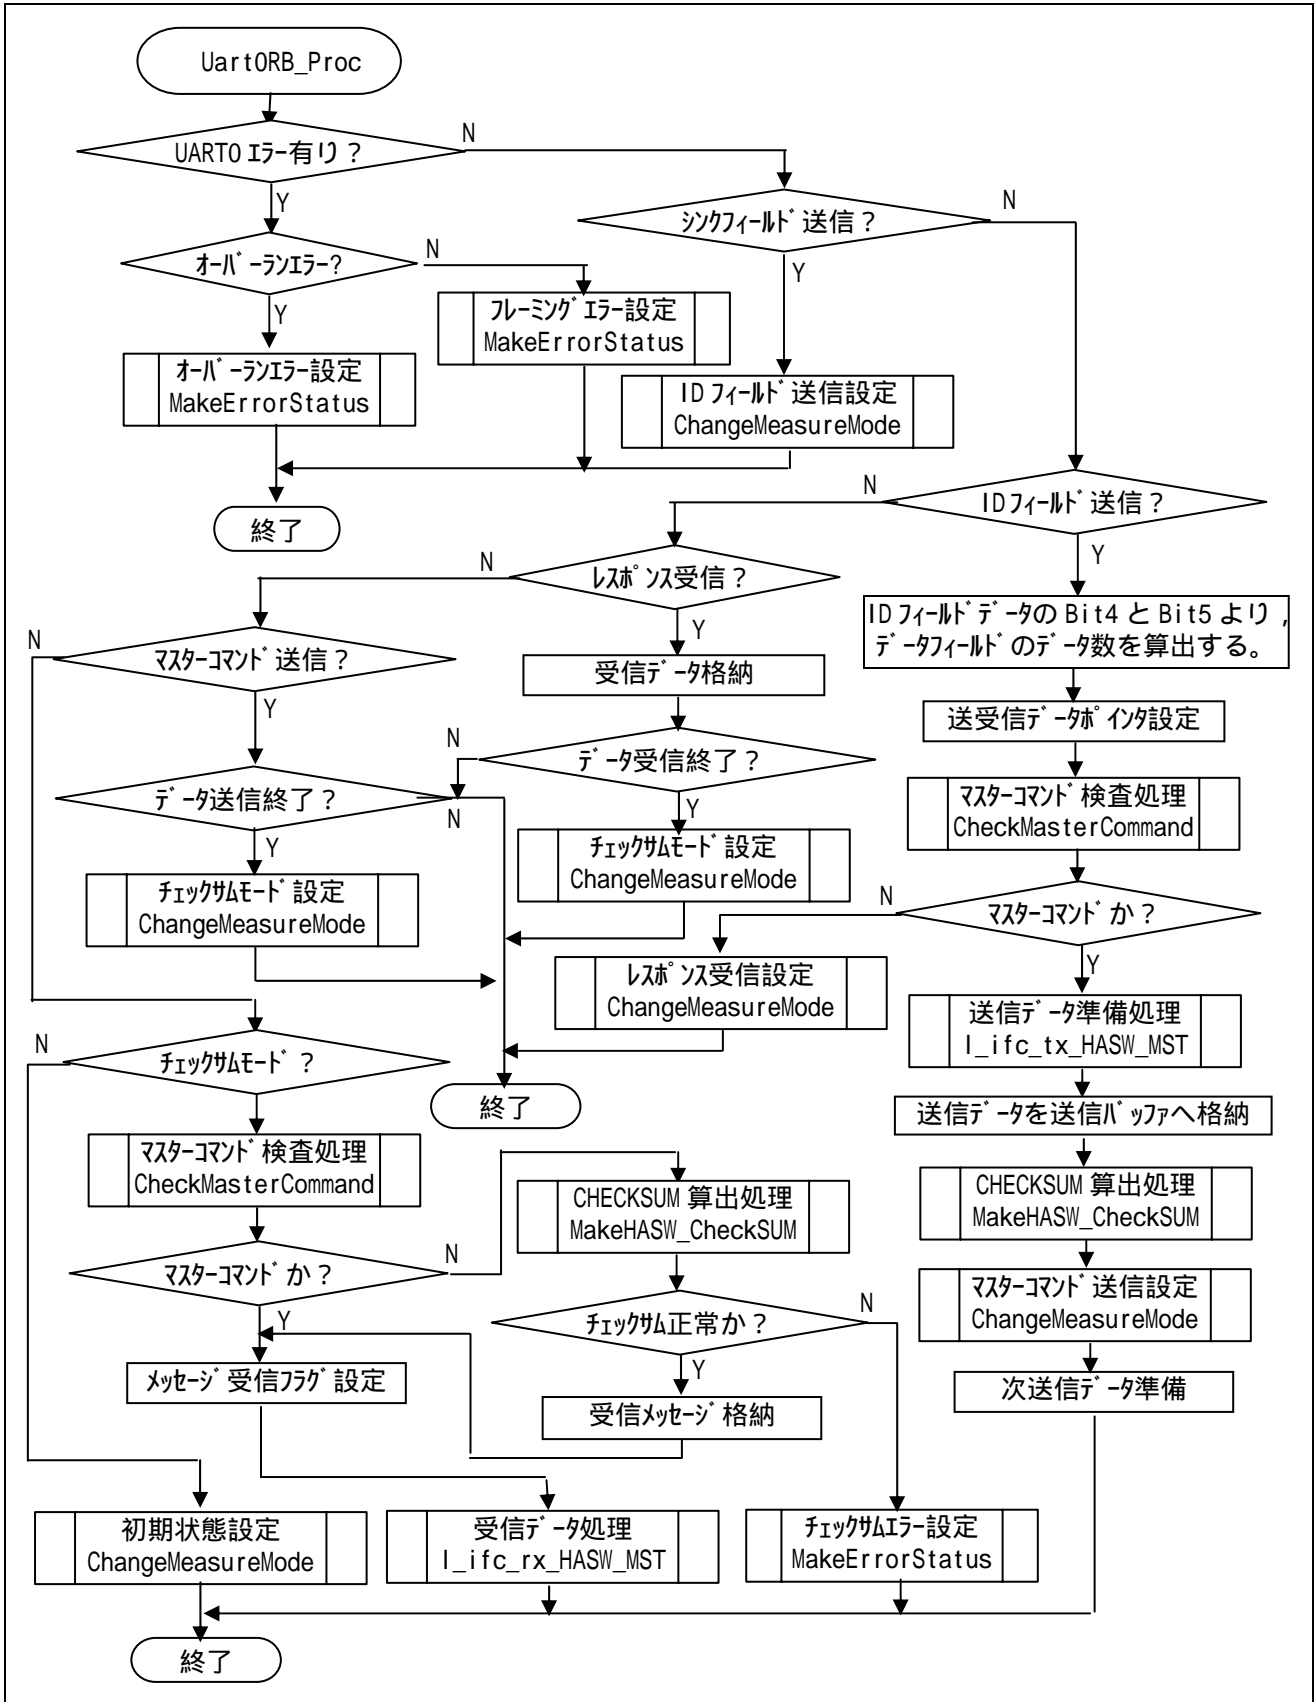 Uart0RB_Proc
UART0 ｴﾗｰ有り？
N
Y
ｼﾝｸﾌｨｰﾙﾄﾞ送信？
N
Y
ｵｰﾊﾞｰﾗﾝｴﾗｰ?
N
Y
ﾌﾚｰﾐﾝｸﾞｴﾗｰ設定
MakeErrorStatus
ｵｰﾊﾞｰﾗﾝｴﾗｰ設定
MakeErrorStatus
ID ﾌｨｰﾙﾄﾞ送信設定
ChangeMeasureMode
終了
N
IDﾌｨｰﾙﾄﾞ送信？
Y
N
ﾚｽﾎﾟﾝｽ受信？
Y
ID ﾌｨｰﾙﾄﾞﾃﾞｰﾀの Bit4 と Bit5 より，
ﾃﾞｰﾀﾌｨｰﾙﾄﾞのﾃﾞｰﾀ数を算出する。
N
ﾏｽﾀｰｺﾏﾝﾄﾞ送信？
Y
受信ﾃﾞｰﾀ格納
送受信ﾃﾞｰﾀﾎﾟｲﾝﾀ設定
N
ﾃﾞｰﾀ受信終了？
Y
ﾃﾞｰﾀ送信終了？
N
Y
ﾏｽﾀｰｺﾏﾝﾄﾞ検査処理
CheckMasterCommand
ﾁｪｯｸｻﾑﾓｰﾄﾞ設定
ChangeMeasureMode
ﾁｪｯｸｻﾑﾓｰﾄﾞ設定
ChangeMeasureMode
N
ﾏｽﾀｰｺﾏﾝﾄﾞか？
Y
ﾚｽﾎﾟﾝｽ受信設定
ChangeMeasureMode
送信ﾃﾞｰﾀ準備処理
l_ifc_tx_HASW_MST
N
ﾁｪｯｸｻﾑﾓｰﾄﾞ？
終了
送信ﾃﾞｰﾀを送信ﾊﾞｯﾌｧへ格納
ﾏｽﾀｰｺﾏﾝﾄﾞ検査処理
CheckMasterCommand
CHECKSUM 算出処理
MakeHASW_CheckSUM
CHECKSUM 算出処理
MakeHASW_CheckSUM
N
ﾏｽﾀｰｺﾏﾝﾄﾞか？
Y
N
ﾁｪｯｸｻﾑ正常か？
Y
ﾏｽﾀｰｺﾏﾝﾄﾞ送信設定
ChangeMeasureMode
ﾒｯｾｰｼﾞ受信ﾌﾗｸﾞ設定
受信ﾒｯｾｰｼﾞ格納
次送信ﾃﾞｰﾀ準備
初期状態設定
ChangeMeasureMode
受信ﾃﾞｰﾀ処理
l_ifc_rx_HASW_MST
ﾁｪｯｸｻﾑｴﾗｰ設定
MakeErrorStatus
終了